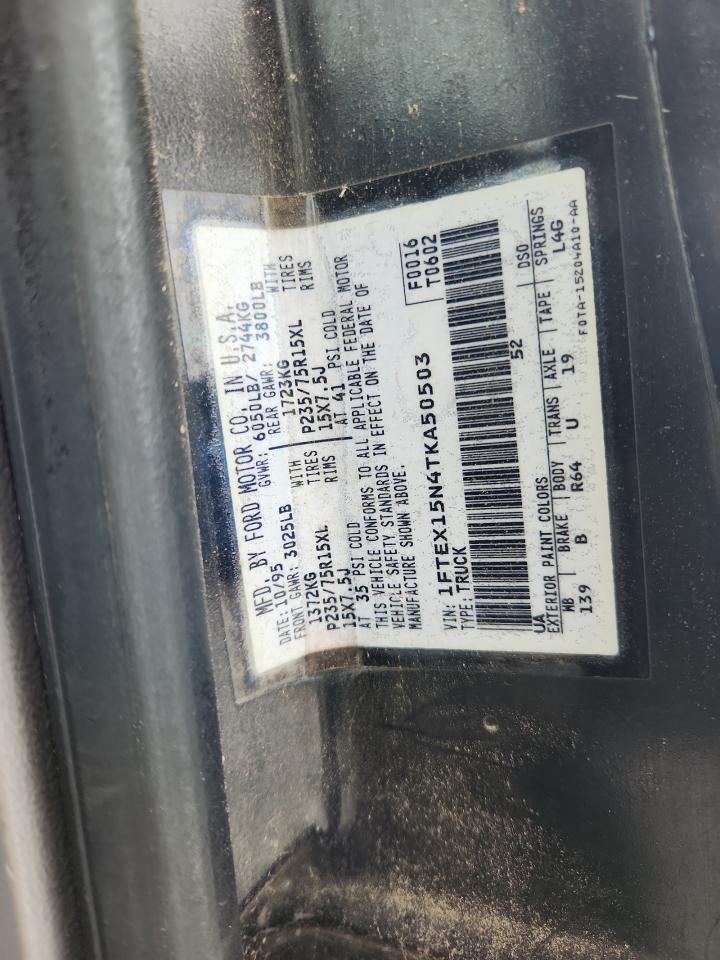 MFD. BY FORD MOTOR CO. IN U.S.A.
DATE: 10/95 GVWR: 6050LB/ 2744KG
FRONT GAWR: 3025LB REAR GAWR: 3800LB
1372KG WITH 1723KG WITH
P235/75R15XL TIRES P235/75R15XL TIRES
15X7.5J RIMS 15X7.5J RIMS
AT 35 PSI COLD AT 41 PSI COLD
THIS VEHICLE CONFORMS TO ALL APPLICABLE FEDERAL MOTOR
VEHICLE SAFETY STANDARDS IN EFFECT ON THE DATE OF
MANUFACTURE SHOWN ABOVE.
F0016
T0602
VIN: 1FTEX15N4TKA50503
TYPE: TRUCK
52
UA DSO
EXTERIOR PAINT COLORS
WB BRAKE BODY TRANS AXLE TAPE SPRINGS
139 B R64 U 19 L4G
F0TA-15204A10-AA